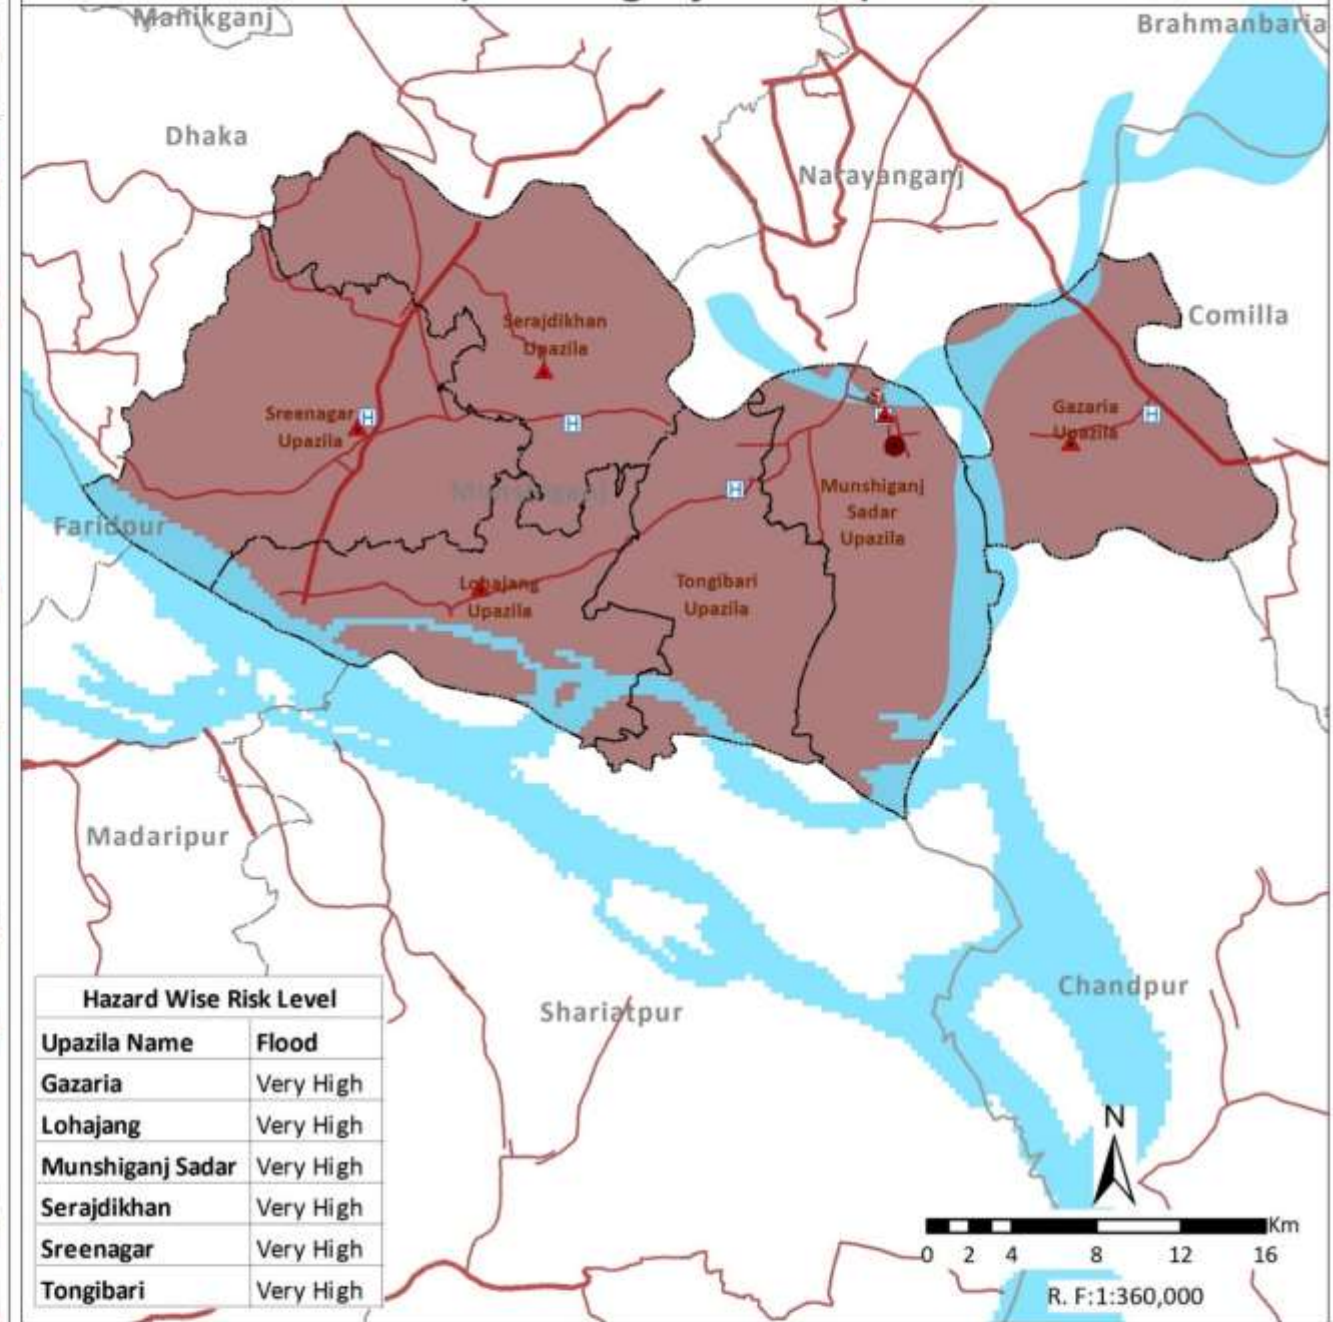 Manikganj
Brahmanbaria
Dhaka
Narayanganj
Comilla
Serajdikhan
Upazila
H
Sreenagar
Upazila
H
Gazaria
Upazila
H
H
Munshiganj
Munshiganj
Sadar
Upazila
Faridpur
Lohajang
Upazila
Tongibari
Upazila
Madaripur
Shariatpur
Chandpur
Hazard Wise Risk Level
Upazila Name Flood
Gazaria Very High
Lohajang Very High
Munshiganj Sadar Very High
Serajdikhan Very High
Sreenagar Very High
Tongibari Very High
N
Km
0 2 4 8 12 16
R. F:1:360,000